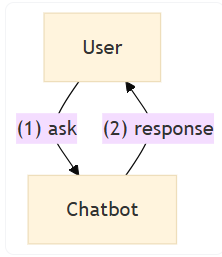 User
(1) ask
(2) response
Chatbot